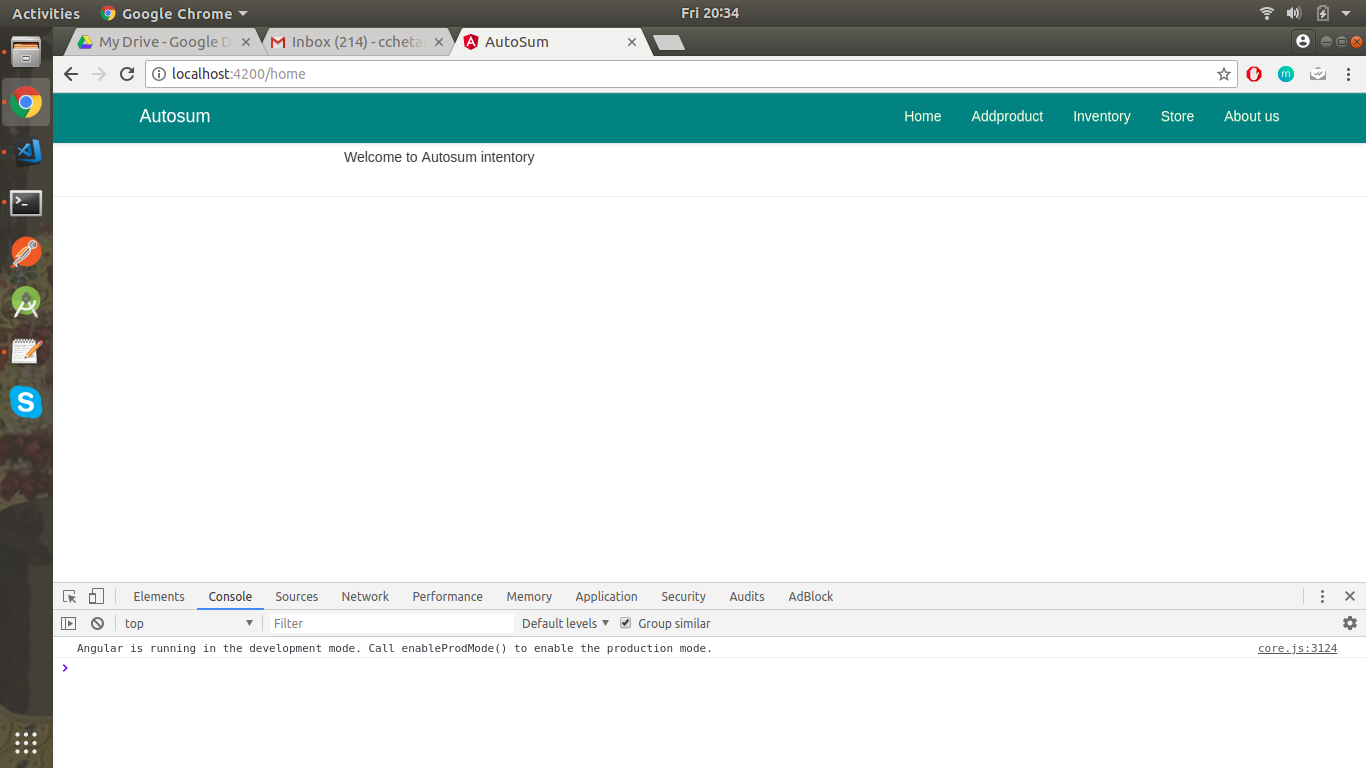 Activities Google Chrome Fri 20:34
My Drive - Google D Inbox (214) - ccheta AutoSum
localhost:4200/home m
Autosum Home Addproduct Inventory Store About us
Welcome to Autosum intentory
Elements Console Sources Network Performance Memory Application Security Audits AdBlock
top Filter Default levels Group similar
Angular is running in the development mode. Call enableProdMode() to enable the production mode. core.js:3124